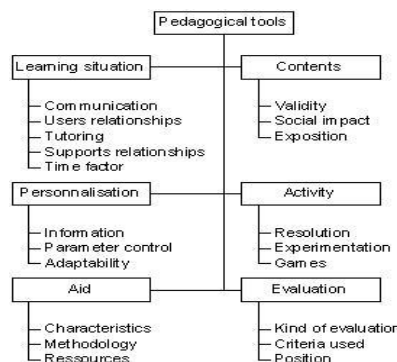 Pedagogical tools
Learning situation
Communication
Users relationships
Tutoring
Supports relationships
Time factor
Contents
Validity
Social impact
Exposition
Personnalisation
Information
Parameter control
Adaptability
Activity
Resolution
Experimentation
Games
Aid
Characteristics
Methodology
Ressources
Evaluation
Kind of evaluation
Criteria used
Position